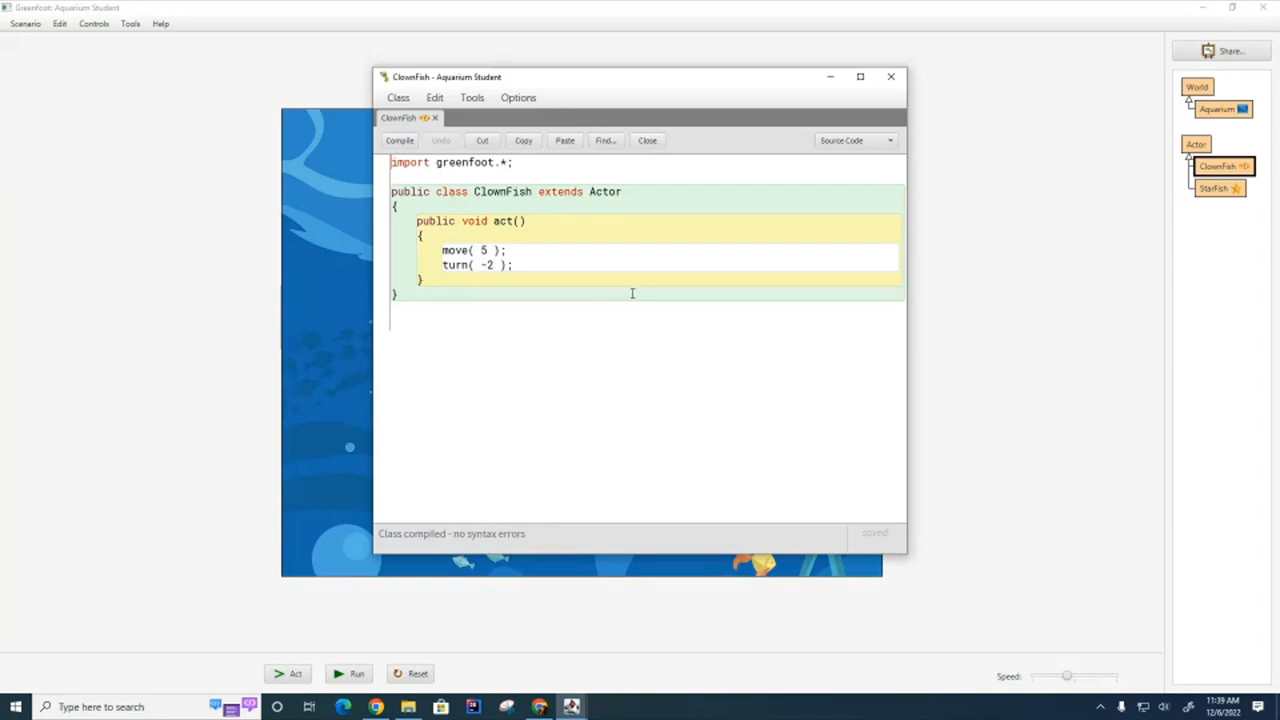 Greenfoot: Aquarium Student
Scenario Edit Controls Tools Help
Share...
World
Aquarium
Actor
ClownFish
StarFish
ClownFish - Aquarium Student
Class Edit Tools Options
ClownFish
Compile Undo Cut Copy Paste Find... Close Source Code
import greenfoot.*;
public class ClownFish extends Actor
{
public void act()
{
move( 5 );
turn( -2 );
}
}
Class compiled - no syntax errors
saved
Act Run Reset Speed:
Type here to search
11:39 AM
12/6/2022